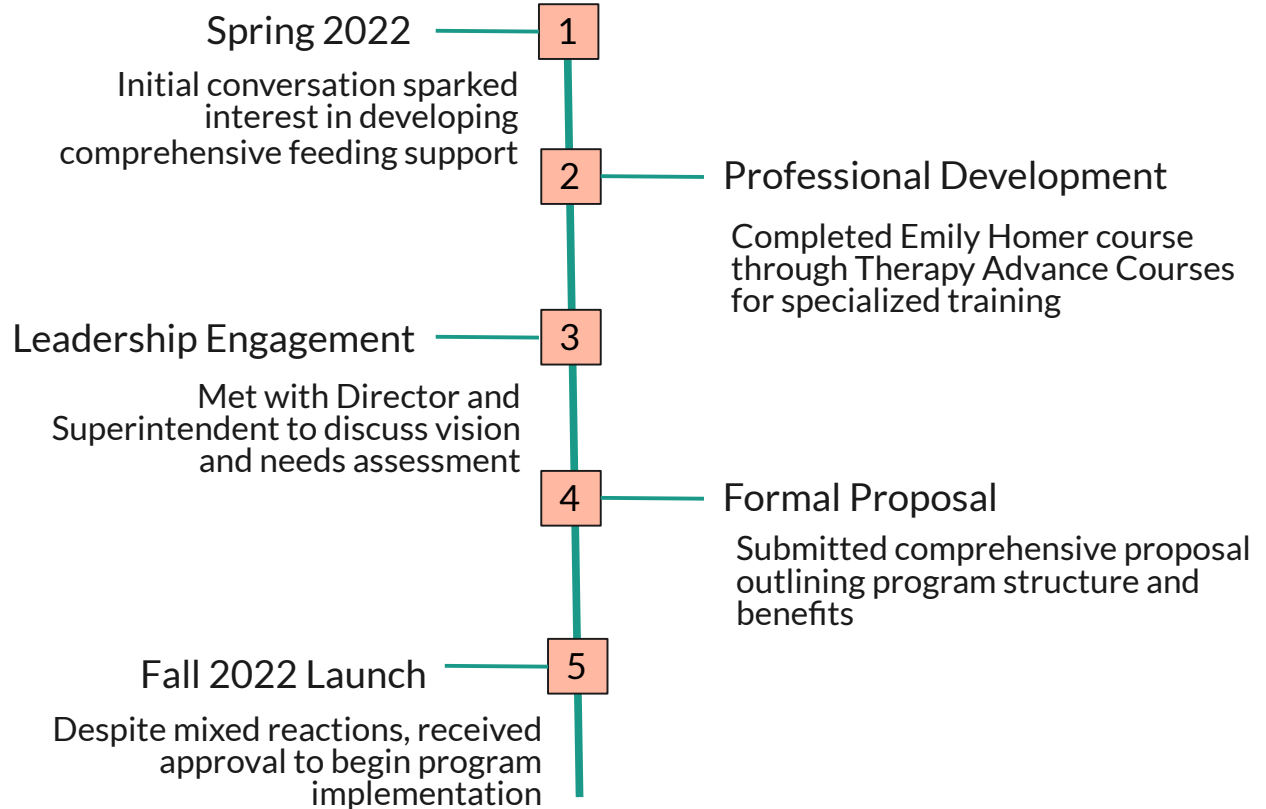 Spring 2022
1
Initial conversation sparked
interest in developing
comprehensive feeding support
2
Professional Development
Completed Emily Homer course
through Therapy Advance Courses
for specialized training
Leadership Engagement
3
Met with Director and
Superintendent to discuss vision
and needs assessment
4
Formal Proposal
Submitted comprehensive proposal
outlining program structure and
benefits
Fall 2022 Launch
5
Despite mixed reactions, received
approval to begin program
implementation